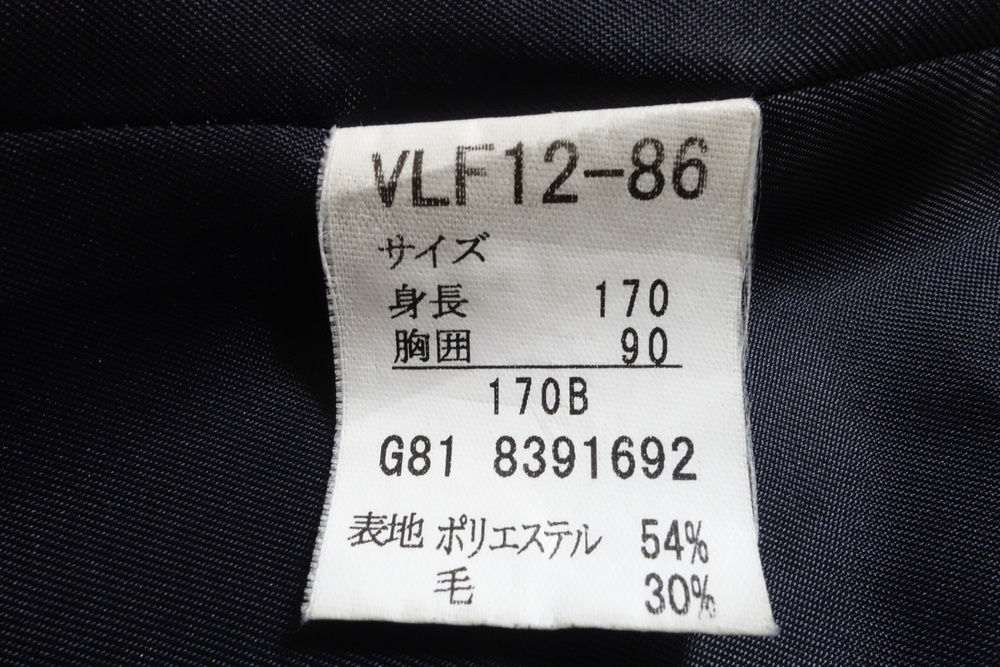 VLF12-86
サイズ
身長 170
胸囲 90
170B
G81 8391692
表地 ポリエステル 54%
毛 30%